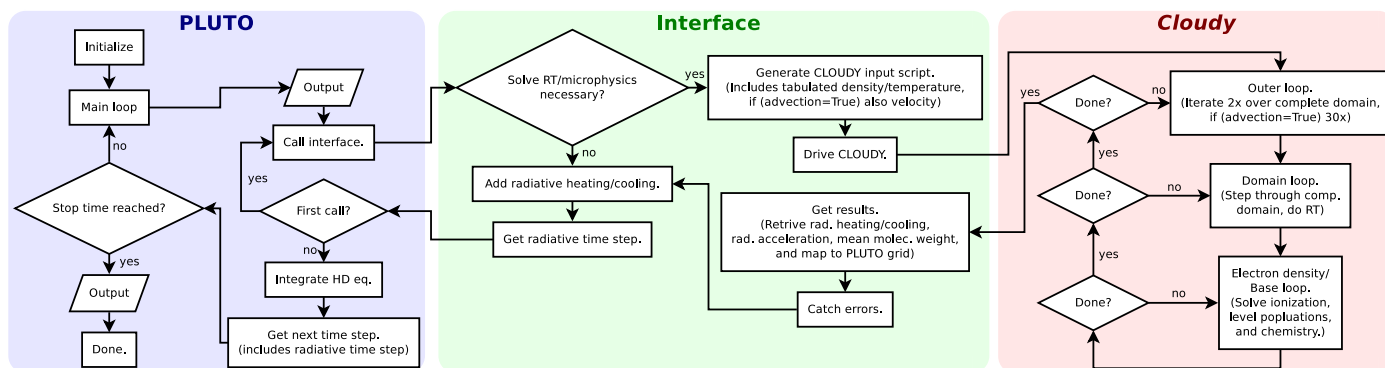 PLUTO
Initialize
Main loop
Output
Call interface.
no
yes
Stop time reached?
First call?
yes
no
Output
Integrate HD eq.
Done.
Get next time step.
(includes radiative time step)
Interface
Solve RT/microphysics
necessary?
yes
Generate CLOUDY input script.
(Includes tabulated density/temperature,
if (advection=True) also velocity)
no
Drive CLOUDY.
Add radiative heating/cooling.
Get radiative time step.
Get results.
(Retrive rad. heating/cooling,
rad. acceleration, mean molec. weight,
and map to PLUTO grid)
Catch errors.
Cloudy
yes
Done?
no
Outer loop.
(Iterate 2x over complete domain,
if (advection=True) 30x)
yes
Done?
no
Domain loop.
(Step through comp.
domain, do RT)
yes
Done?
no
Electron density/
Base loop.
(Solve ionization,
level popluations,
and chemistry.)